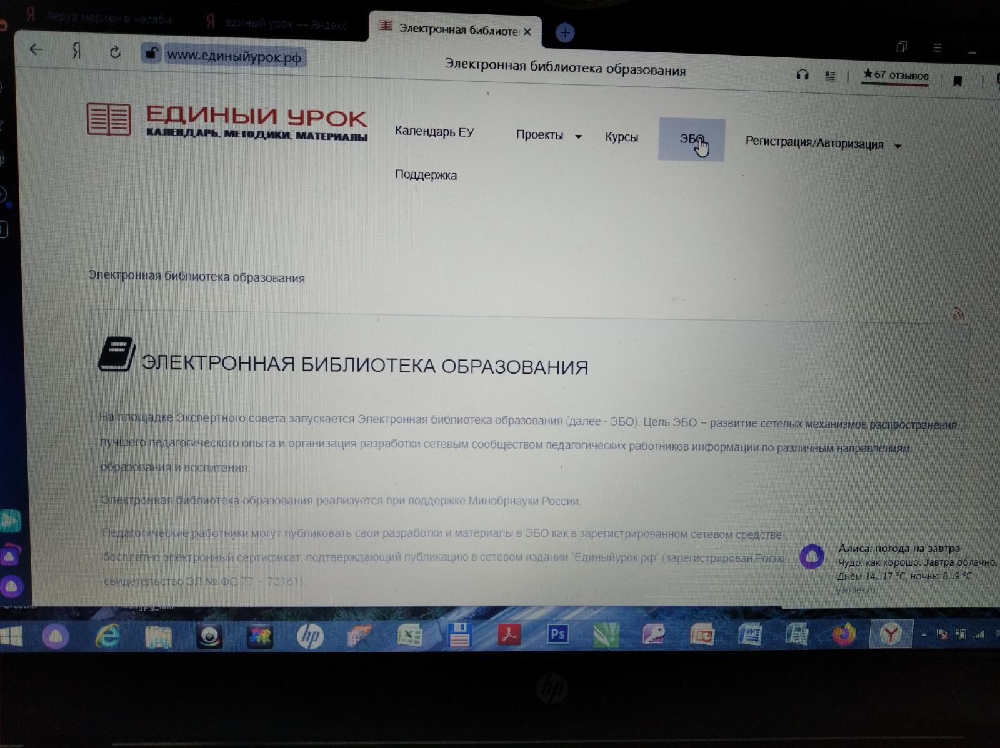 леруа мерлен в челяби
единый урок — Яндекс
Электронная библиоте
www.единыйурок.рф
Электронная библиотека образования
67 отзывов
ЕДИНЫЙ УРОК
КАЛЕНДАРЬ, МЕТОДИКИ, МАТЕРИАЛЫ
Календарь ЕУ
Проекты
Курсы
ЭБО
Регистрация/Авторизация
Поддержка
Электронная библиотека образования
ЭЛЕКТРОННАЯ БИБЛИОТЕКА ОБРАЗОВАНИЯ
На площадке Экспертного совета запускается Электронная библиотека образования (далее - ЭБО). Цель ЭБО – развитие сетевых механизмов распространения
лучшего педагогического опыта и организация разработки сетевым сообществом педагогических работников информации по различным направлениям
образования и воспитания.
Электронная библиотека образования реализуется при поддержке Минобрнауки России.
Педагогические работники могут публиковать свои разработки и материалы в ЭБО как в зарегистрированном сетевом средстве
бесплатно электронный сертификат, подтверждающий публикацию в сетевом издании "Единыйурок.рф" (зарегистрирован Роско
свидетельство ЭЛ № ФС 77 – 73161)
Алиса: погода на завтра
Чудо, как хорошо. Завтра облачно,
Днём 14...17 °C, ночью 8...9 °C
yandex.ru
hp
Ps
hp